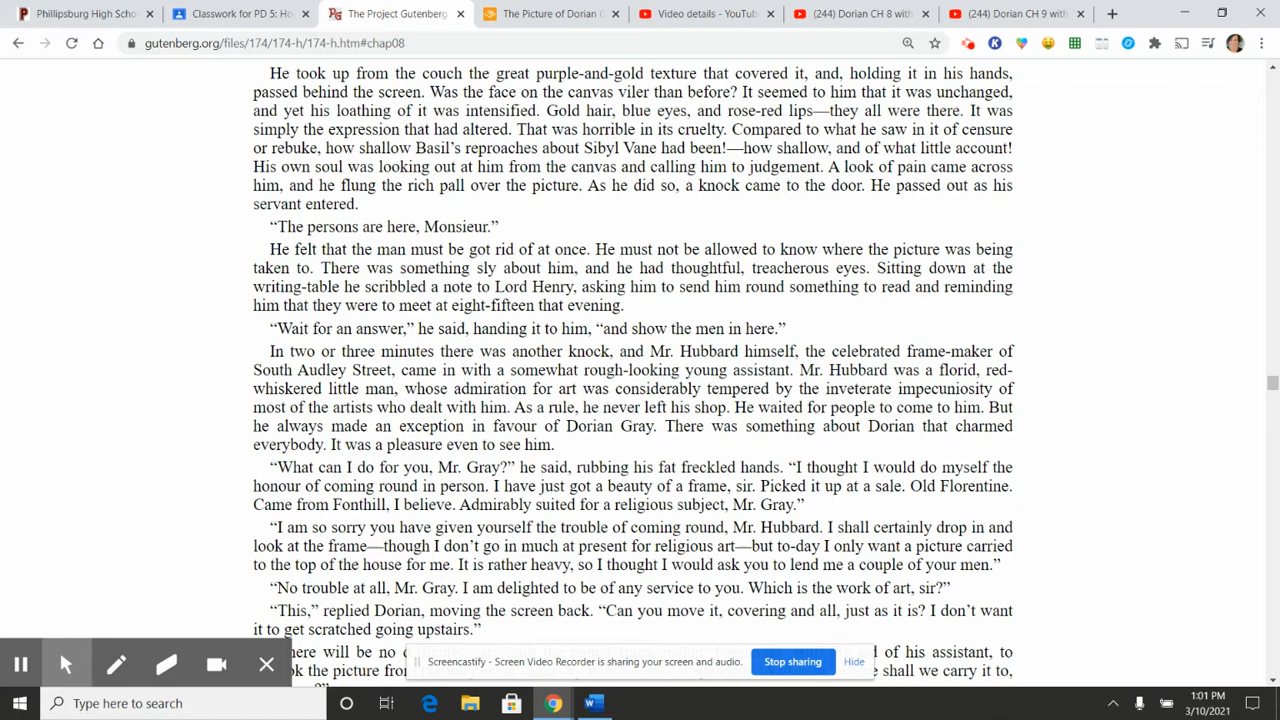 Phillipsburg High School
Classwork for PD 5: Ho
The Project Gutenberg
The Picture of Dorian G
Video details - YouTub
(244) Dorian CH 8 with
(244) Dorian CH 9 with
gutenberg.org/files/174/174-h/174-h.htm#chap08
He took up from the couch the great purple-and-gold texture that covered it, and, holding it in his hands,
passed behind the screen. Was the face on the canvas viler than before? It seemed to him that it was unchanged,
and yet his loathing of it was intensified. Gold hair, blue eyes, and rose-red lips—they all were there. It was
simply the expression that had altered. That was horrible in its cruelty. Compared to what he saw in it of censure
or rebuke, how shallow Basil’s reproaches about Sibyl Vane had been!—how shallow, and of what little account!
His own soul was looking out at him from the canvas and calling him to judgement. A look of pain came across
him, and he flung the rich pall over the picture. As he did so, a knock came to the door. He passed out as his
servant entered.
“The persons are here, Monsieur.”
He felt that the man must be got rid of at once. He must not be allowed to know where the picture was being
taken to. There was something sly about him, and he had thoughtful, treacherous eyes. Sitting down at the
writing-table he scribbled a note to Lord Henry, asking him to send him round something to read and reminding
him that they were to meet at eight-fifteen that evening.
“Wait for an answer,” he said, handing it to him, “and show the men in here.”
In two or three minutes there was another knock, and Mr. Hubbard himself, the celebrated frame-maker of
South Audley Street, came in with a somewhat rough-looking young assistant. Mr. Hubbard was a florid, red-
whiskered little man, whose admiration for art was considerably tempered by the inveterate impecuniosity of
most of the artists who dealt with him. As a rule, he never left his shop. He waited for people to come to him. But
he always made an exception in favour of Dorian Gray. There was something about Dorian that charmed
everybody. It was a pleasure even to see him.
“What can I do for you, Mr. Gray?” he said, rubbing his fat freckled hands. “I thought I would do myself the
honour of coming round in person. I have just got a beauty of a frame, sir. Picked it up at a sale. Old Florentine.
Came from Fonthill, I believe. Admirably suited for a religious subject, Mr. Gray.”
“I am so sorry you have given yourself the trouble of coming round, Mr. Hubbard. I shall certainly drop in and
look at the frame—though I don’t go in much at present for religious art—but to-day I only want a picture carried
to the top of the house for me. It is rather heavy, so I thought I would ask you to lend me a couple of your men.”
“No trouble at all, Mr. Gray. I am delighted to be of any service to you. Which is the work of art, sir?”
“This,” replied Dorian, moving the screen back. “Can you move it, covering and all, just as it is? I don’t want
it to get scratched going upstairs.”
here will be no d
d of his assistant, to
ok the picture fro
e shall we carry it to,
Screencastify - Screen Video Recorder is sharing your screen and audio.
Stop sharing
Hide
Type here to search
1:01 PM
3/10/2021